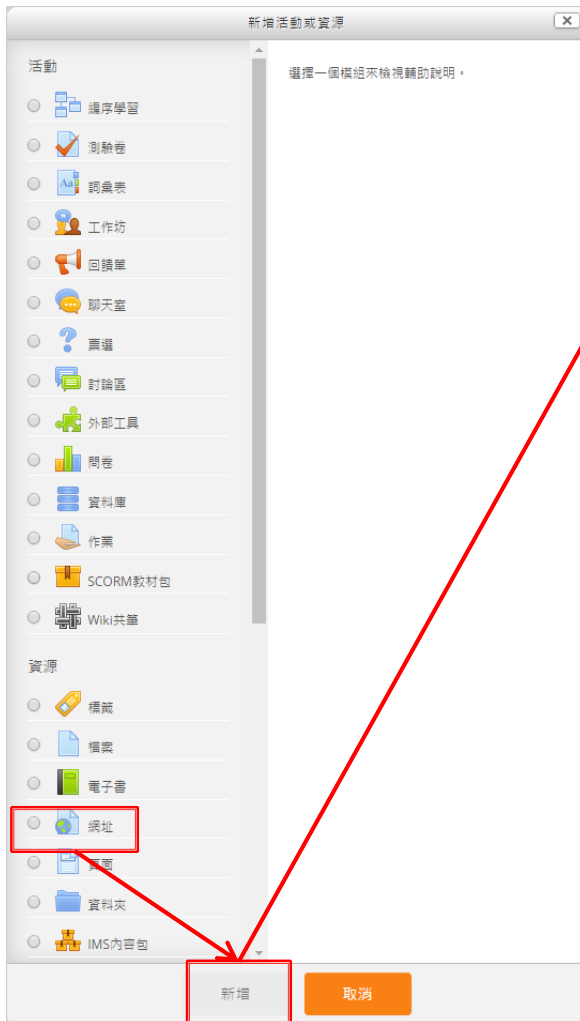 新增活動或資源
活動
選擇一個模組來檢視輔助說明。
編序學習
測驗卷
Aa
詞彙表
工作坊
回饋單
聊天室
票選
討論區
外部工具
問卷
資料庫
作業
SCORM教材包
Wiki共筆
資源
標籤
檔案
電子書
網址
頁面
資料夾
IMS內容包
新增
取消